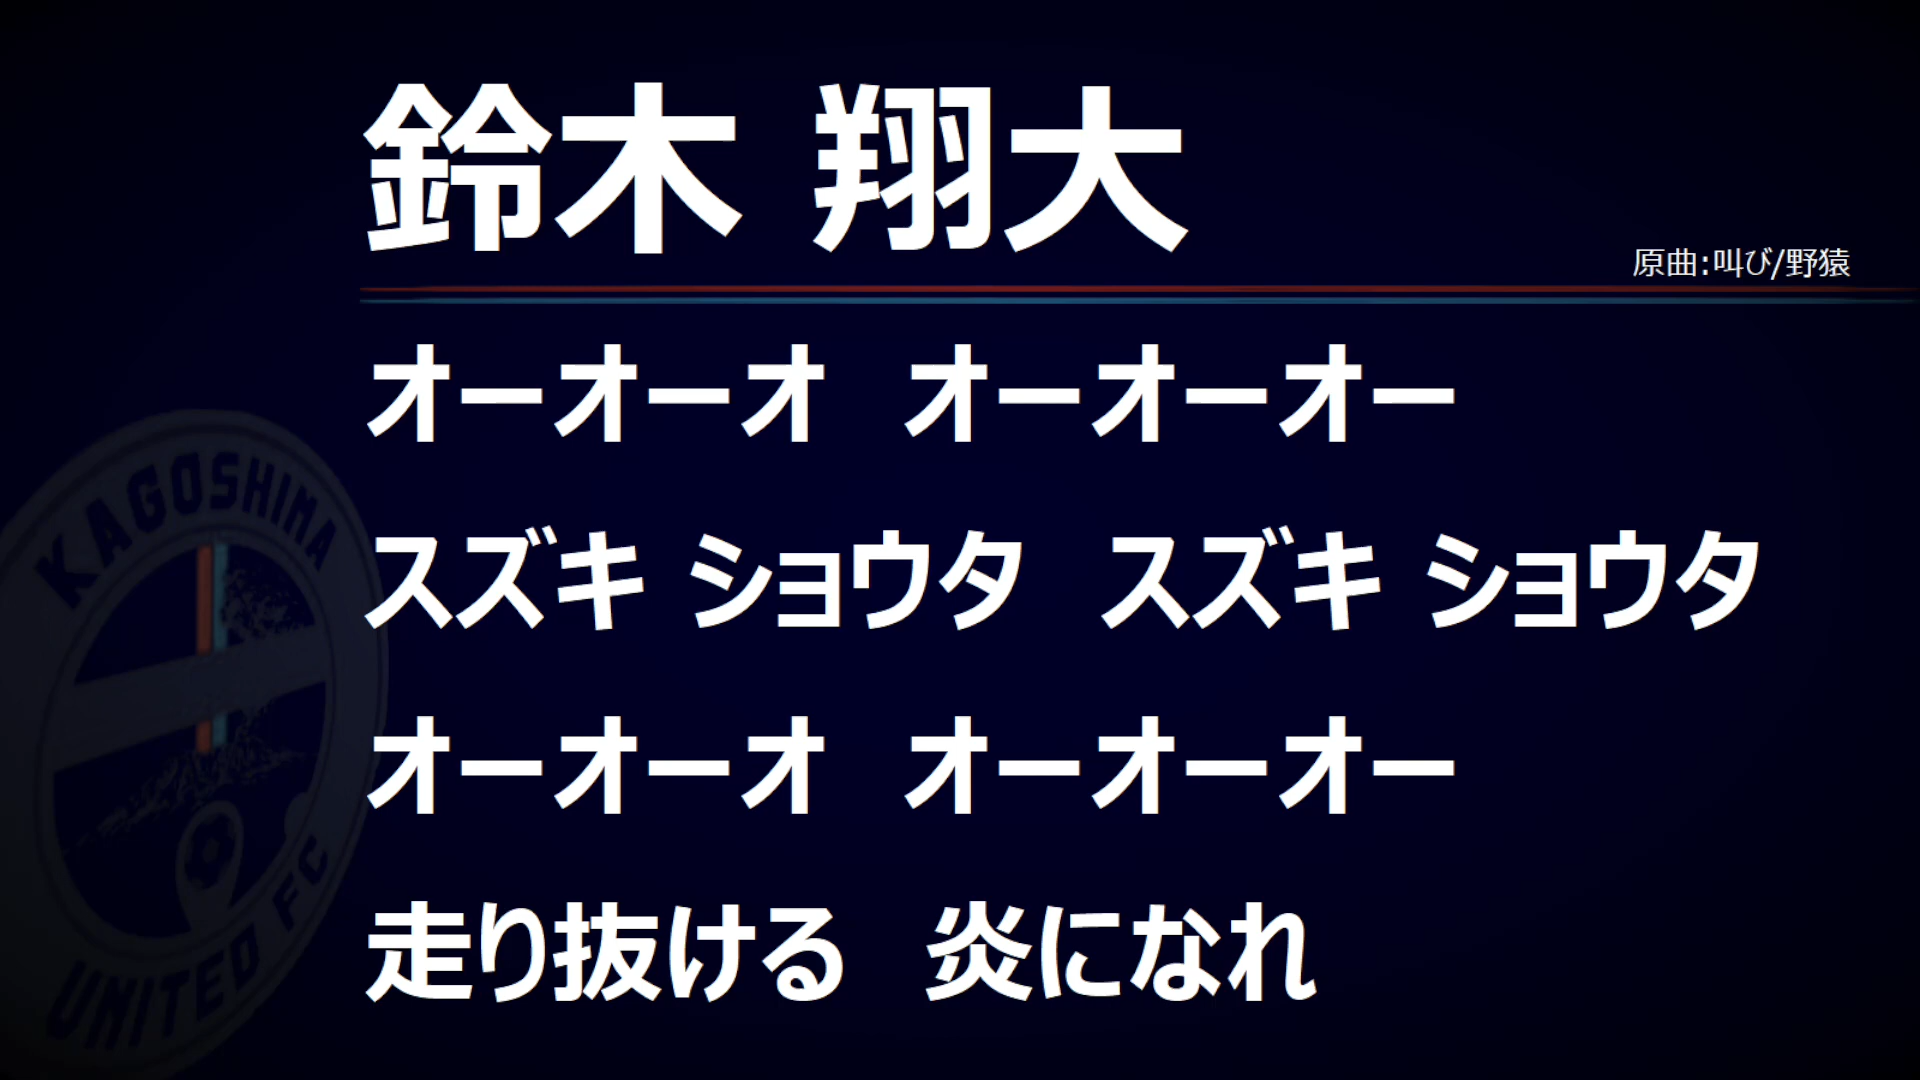 鈴木 翔大
原曲:叫び/野猿
オーオーオ　オーオーオー
スズキ ショウタ　スズキ ショウタ
オーオーオ　オーオーオー
走り抜ける　炎になれ
KAGOSHIMA
UNITED FC